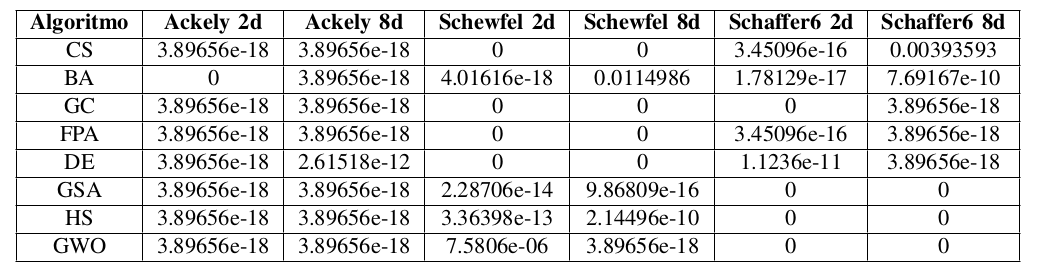 Algoritmo Ackely 2d Ackely 8d Schewfel 2d Schewfel 8d Schaffer6 2d Schaffer6 8d
CS 3.89656e-18 3.89656e-18 0 0 3.45096e-16 0.00393593
BA 0 3.89656e-18 4.01616e-18 0.0114986 1.78129e-17 7.69167e-10
GC 3.89656e-18 3.89656e-18 0 0 0 3.89656e-18
FPA 3.89656e-18 3.89656e-18 0 0 3.45096e-16 3.89656e-18
DE 3.89656e-18 2.61518e-12 0 0 1.1236e-11 3.89656e-18
GSA 3.89656e-18 3.89656e-18 2.28706e-14 9.86809e-16 0 0
HS 3.89656e-18 3.89656e-18 3.36398e-13 2.14496e-10 0 0
GWO 3.89656e-18 3.89656e-18 7.5806e-06 3.89656e-18 0 0